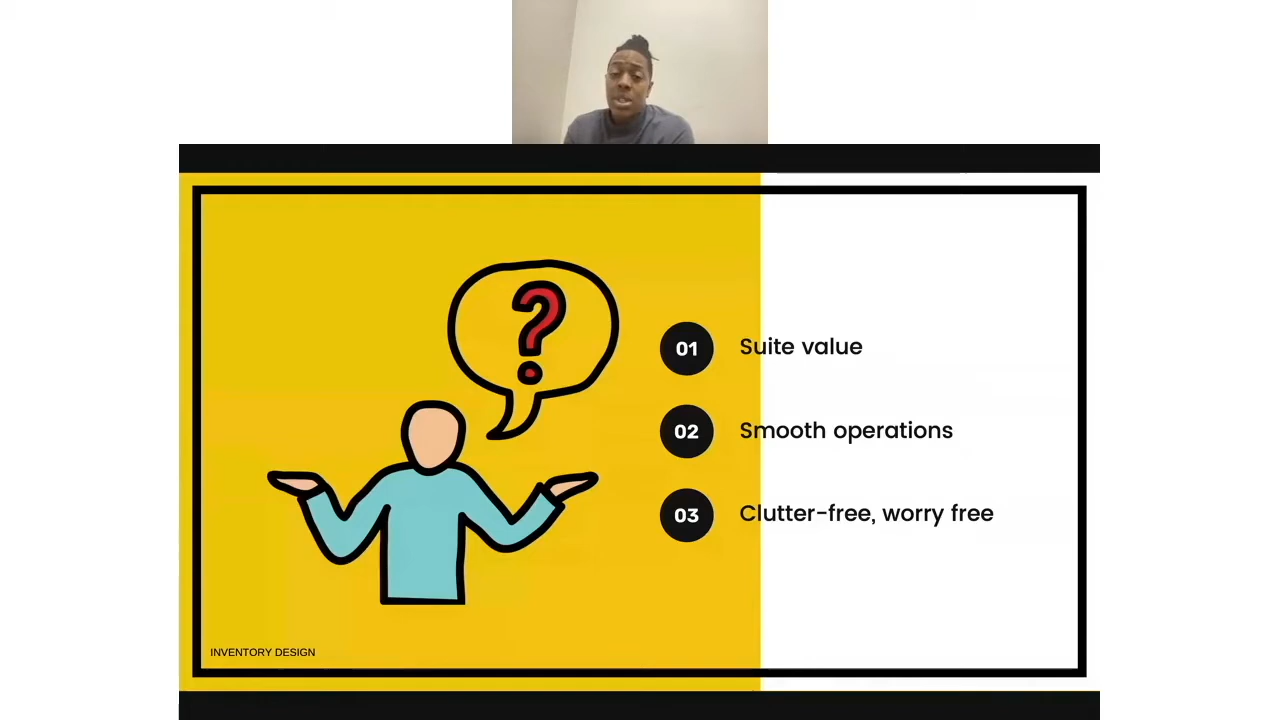 ?
01 Suite value
02 Smooth operations
03 Clutter-free, worry free
INVENTORY DESIGN